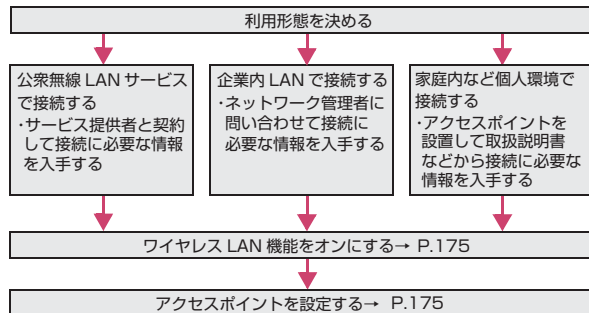 利用形態を決める
公衆無線 LAN サービス
で接続する
・サービス提供者と契約
して接続に必要な情報
を入手する
企業内 LAN で接続する
・ネットワーク管理者に
問い合わせて接続に
必要な情報を入手する
家庭内など個人環境で
接続する
・アクセスポイントを
設置して取扱説明書
などから接続に必要な
情報を入手する
ワイヤレス LAN 機能をオンにする→ P.175
アクセスポイントを設定する→ P.175